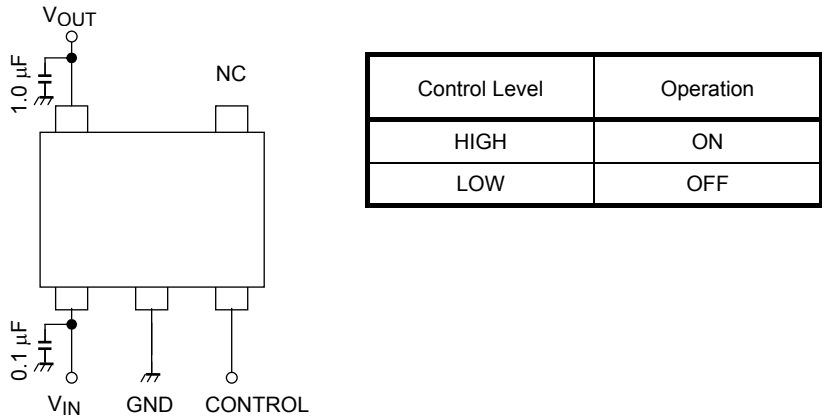 VOUT
1.0 μF
NC
Control Level Operation
HIGH ON
LOW OFF
0.1 μF
VIN GND CONTROL